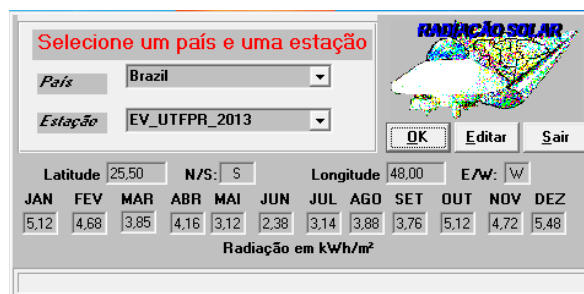 RADIAÇÃO SOLAR
Selecione um país e uma estação
País Brazil
Estação EV_UTFPR_2013
OK Editar Sair
Latitude 25,50 N/S: S Longitude 48,00 E/W: W
JAN FEV MAR ABR MAI JUN JUL AGO SET OUT NOV DEZ
5,12 4,68 3,85 4,16 3,12 2,38 3,14 3,88 3,76 5,12 4,72 5,48
Radiação em kWh/m²